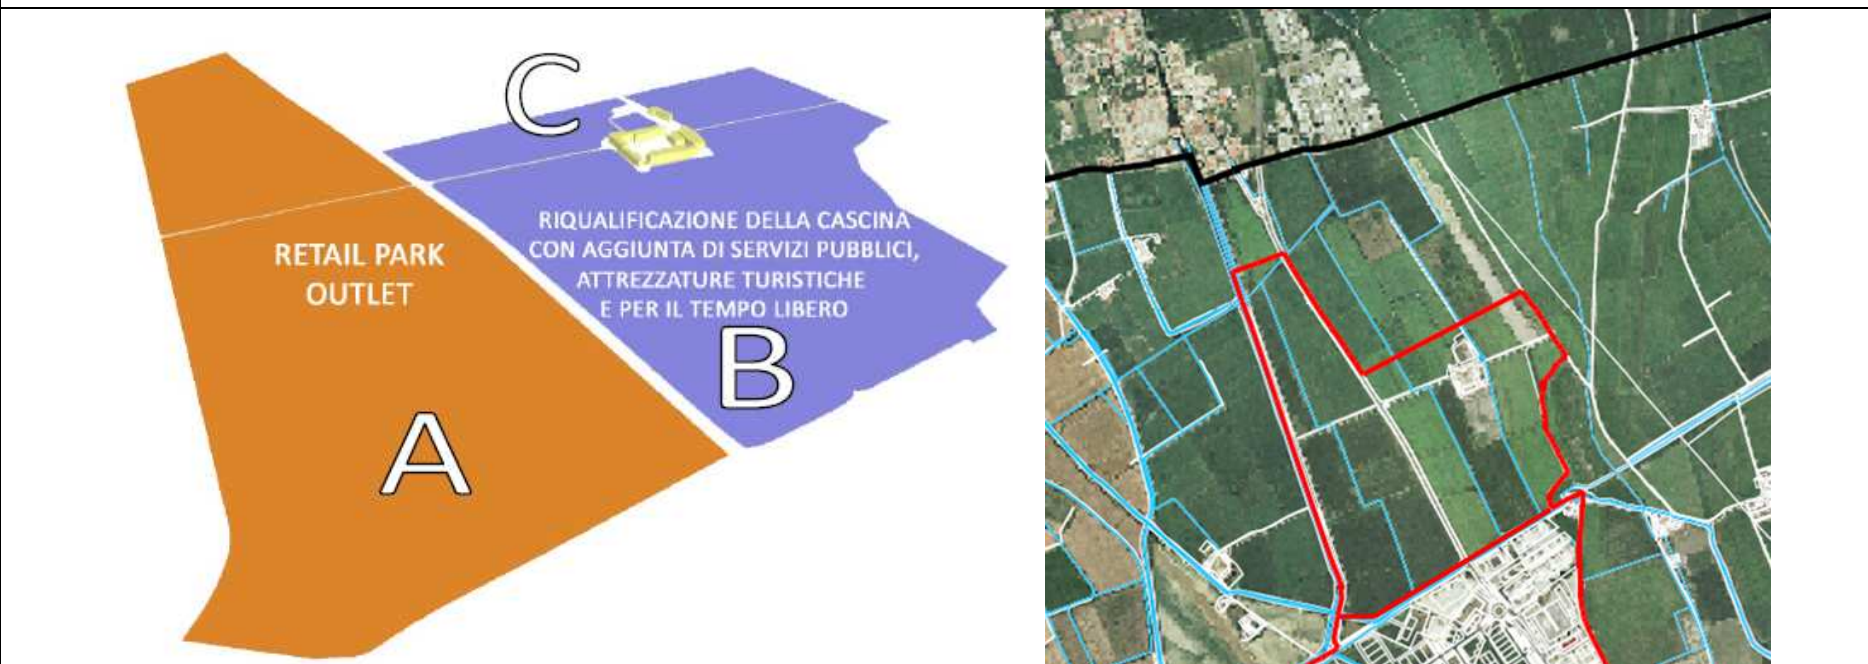 C
RETAIL PARK
OUTLET
RIQUALIFICAZIONE DELLA CASCINA
CON AGGIUNTA DI SERVIZI PUBBLICI,
ATTREZZATURE TURISTICHE
E PER IL TEMPO LIBERO
B
A